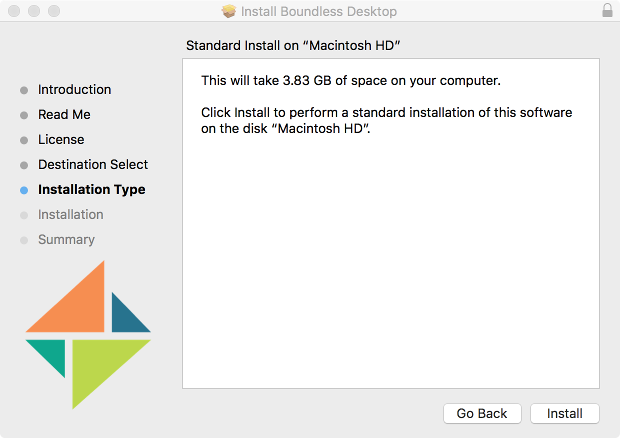 Install Boundless Desktop
Standard Install on “Macintosh HD”
Introduction
Read Me
License
Destination Select
Installation Type
Installation
Summary
This will take 3.83 GB of space on your computer.
Click Install to perform a standard installation of this software
on the disk “Macintosh HD”.
Go Back
Install